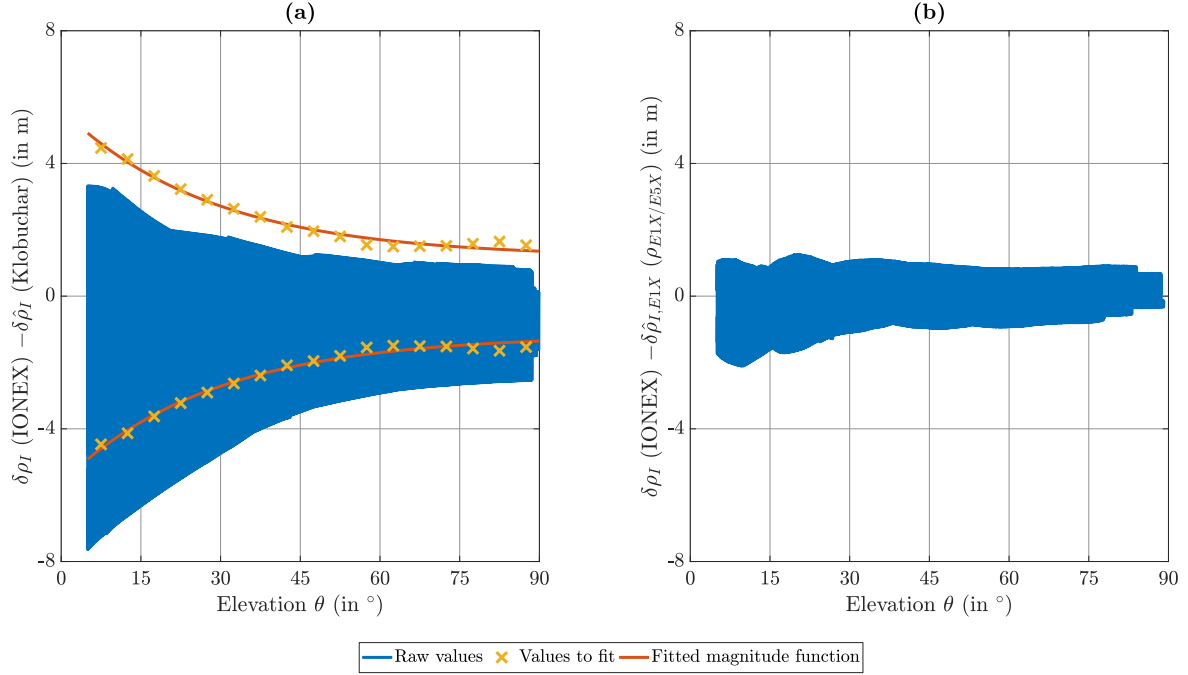 (a)
(b)
δρ_I (IONEX) −δρ̂_I (Klobuchar) (in m)
8
4
0
-4
-8
0 15 30 45 60 75 90
Elevation θ (in °)
δρ_I (IONEX) −δρ̂_{I,E1X} (ρ_{E1X/E5X}) (in m)
8
4
0
-4
-8
0 15 30 45 60 75 90
Elevation θ (in °)
Raw values Values to fit Fitted magnitude function